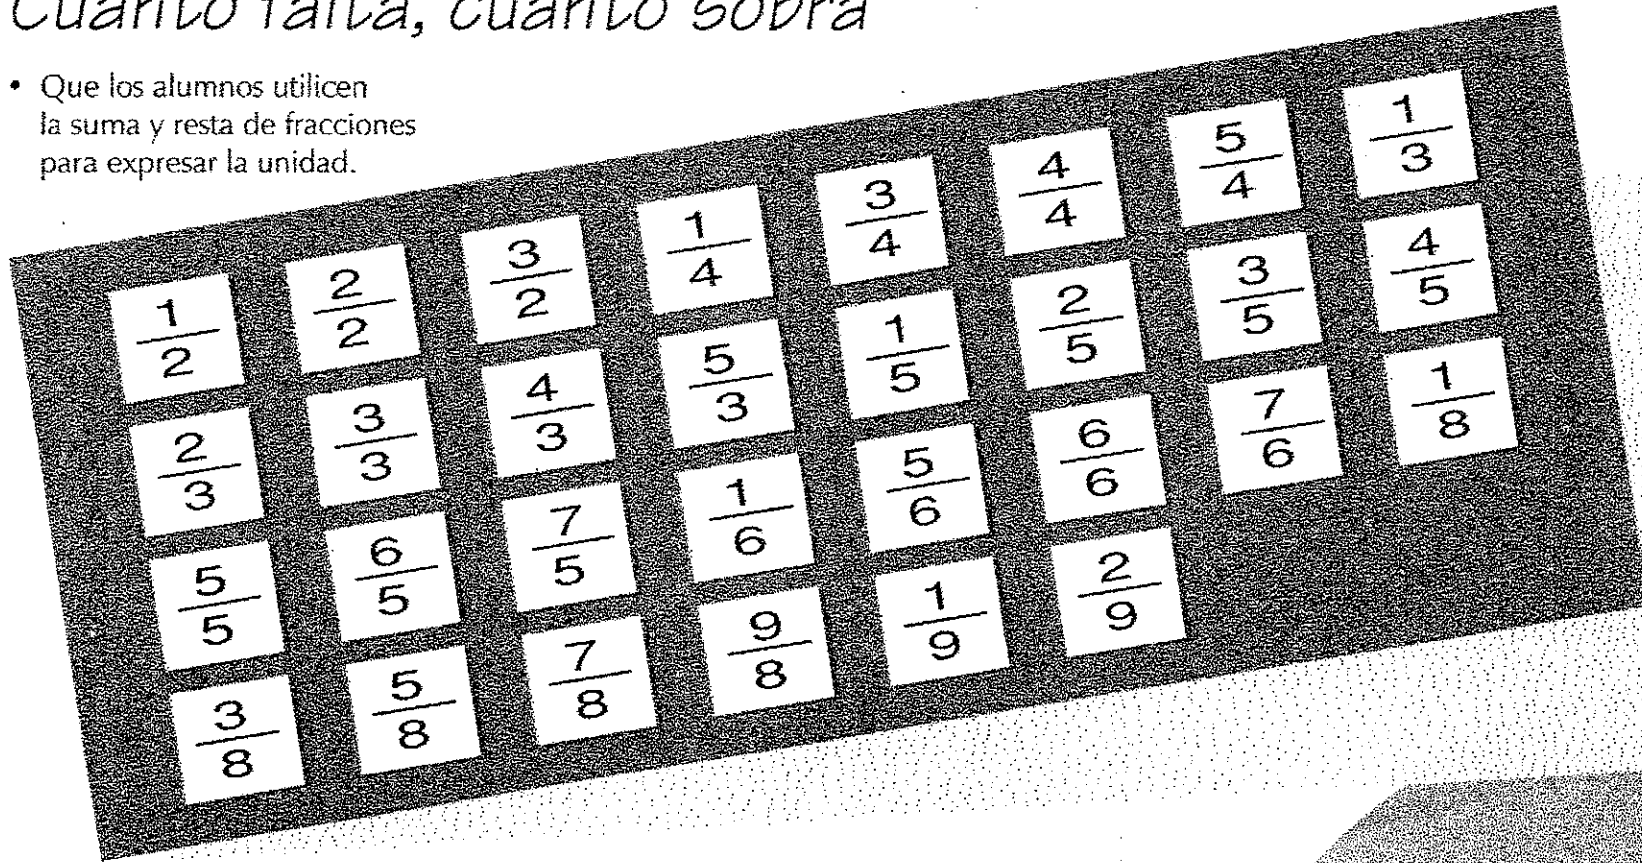 Cuánto falta, cuánto sobra
• Que los alumnos utilicen
la suma y resta de fracciones
para expresar la unidad.
1/2 2/2 3/2 1/4 3/4 4/4 5/4 1/3
2/3 3/3 4/3 5/3 1/5 2/5 3/5 4/5
5/5 6/5 7/5 1/6 5/6 6/6 7/6 1/8
3/8 5/8 7/8 9/8 1/9 2/9